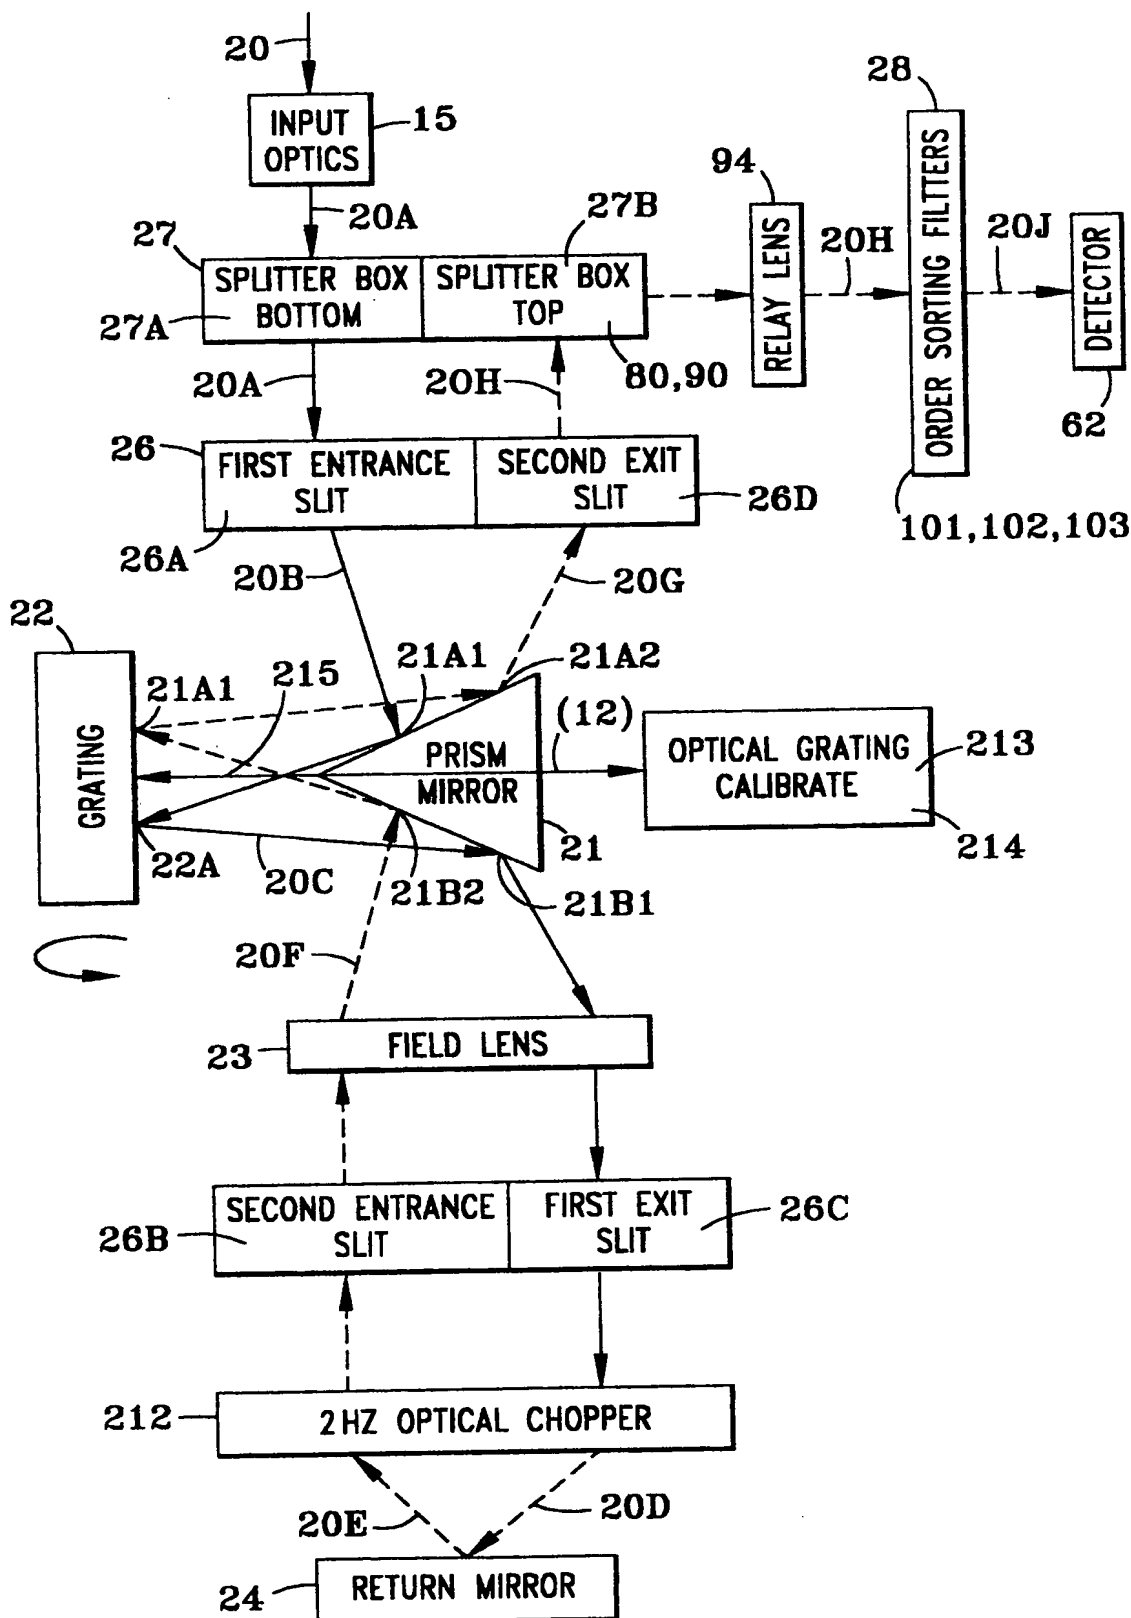 20
INPUT
OPTICS
15
28
20A
94
27B
27
SPLITTER BOX
BOTTOM
SPLITTER BOX
TOP
RELAY LENS
20H
ORDER SORTING FILTTERS
20J
DETECTOR
27A
20A
20H
80,90
62
26
FIRST ENTRANCE
SLIT
SECOND EXIT
SLIT
26D
101,102,103
26A
20B
20G
22
21A1
215
21A1
21A2
(12)
GRATING
PRISM
MIRROR
OPTICAL GRATING
CALIBRATE
213
21
214
22A
20C
21B2
21B1
20F
23
FIELD LENS
SECOND ENTRANCE
SLIT
FIRST EXIT
SLIT
26C
26B
212
2 HZ OPTICAL CHOPPER
20E
20D
24
RETURN MIRROR